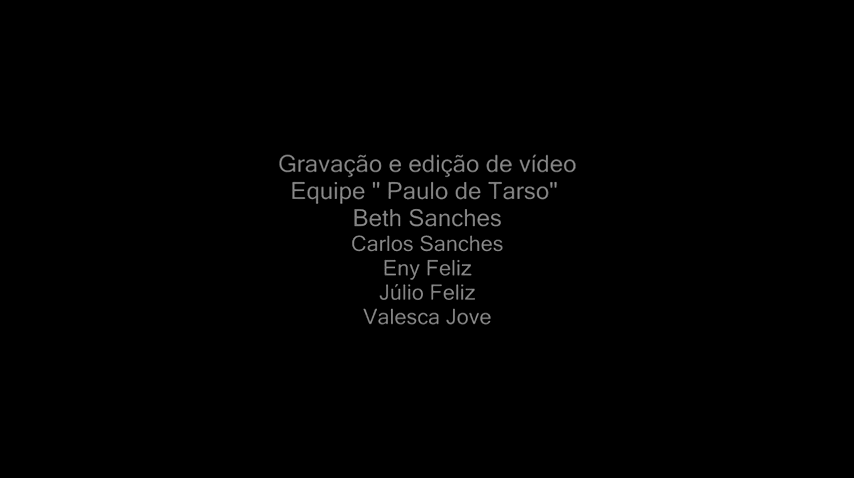 Gravação e edição de vídeo
Equipe " Paulo de Tarso"
Beth Sanches
Carlos Sanches
Eny Feliz
Júlio Feliz
Valesca Jove